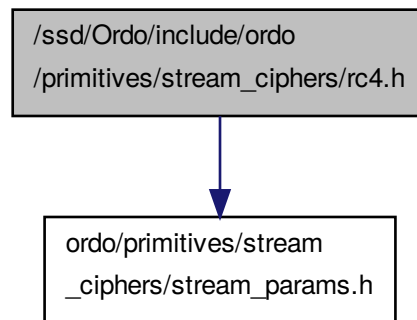 /ssd/Ordo/include/ordo
/primitives/stream_ciphers/rc4.h
ordo/primitives/stream
_ciphers/stream_params.h